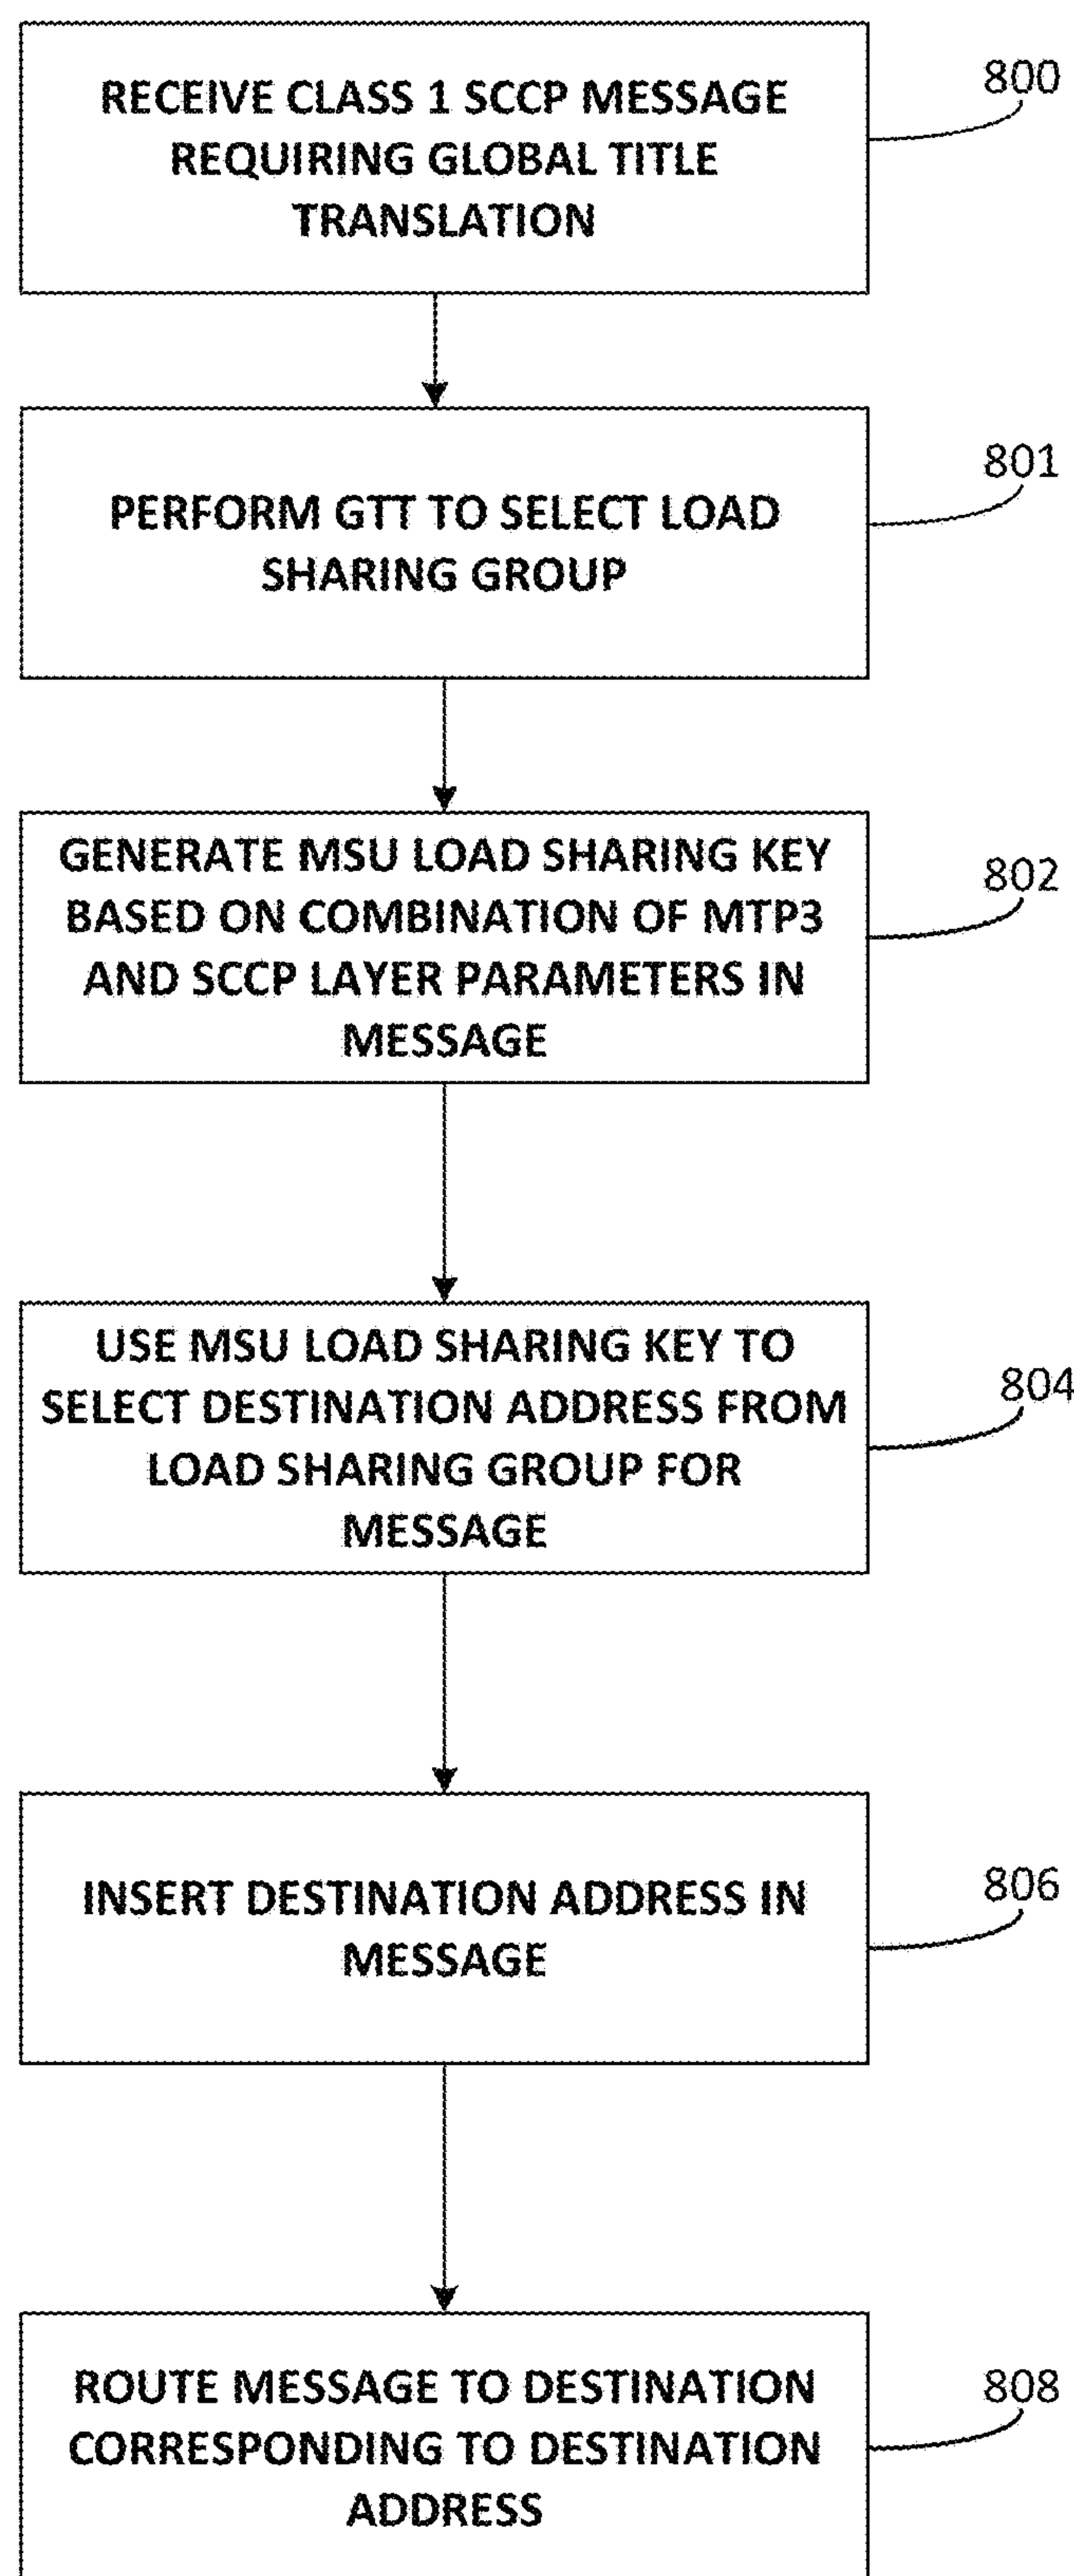 RECEIVE CLASS 1 SCCP MESSAGE
REQUIRING GLOBAL TITLE
TRANSLATION
800
PERFORM GTT TO SELECT LOAD
SHARING GROUP
801
GENERATE MSU LOAD SHARING KEY
BASED ON COMBINATION OF MTP3
AND SCCP LAYER PARAMETERS IN
MESSAGE
802
USE MSU LOAD SHARING KEY TO
SELECT DESTINATION ADDRESS FROM
LOAD SHARING GROUP FOR
MESSAGE
804
INSERT DESTINATION ADDRESS IN
MESSAGE
806
ROUTE MESSAGE TO DESTINATION
CORRESPONDING TO DESTINATION
ADDRESS
808